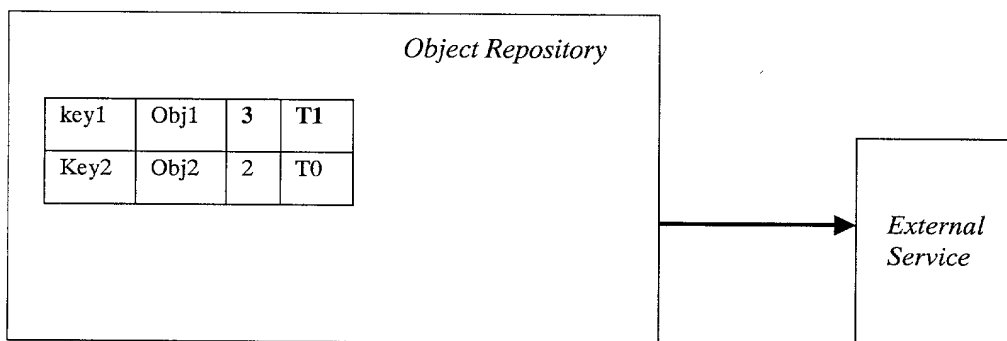 Object Repository
key1 Obj1 3 T1
Key2 Obj2 2 T0
External
Service